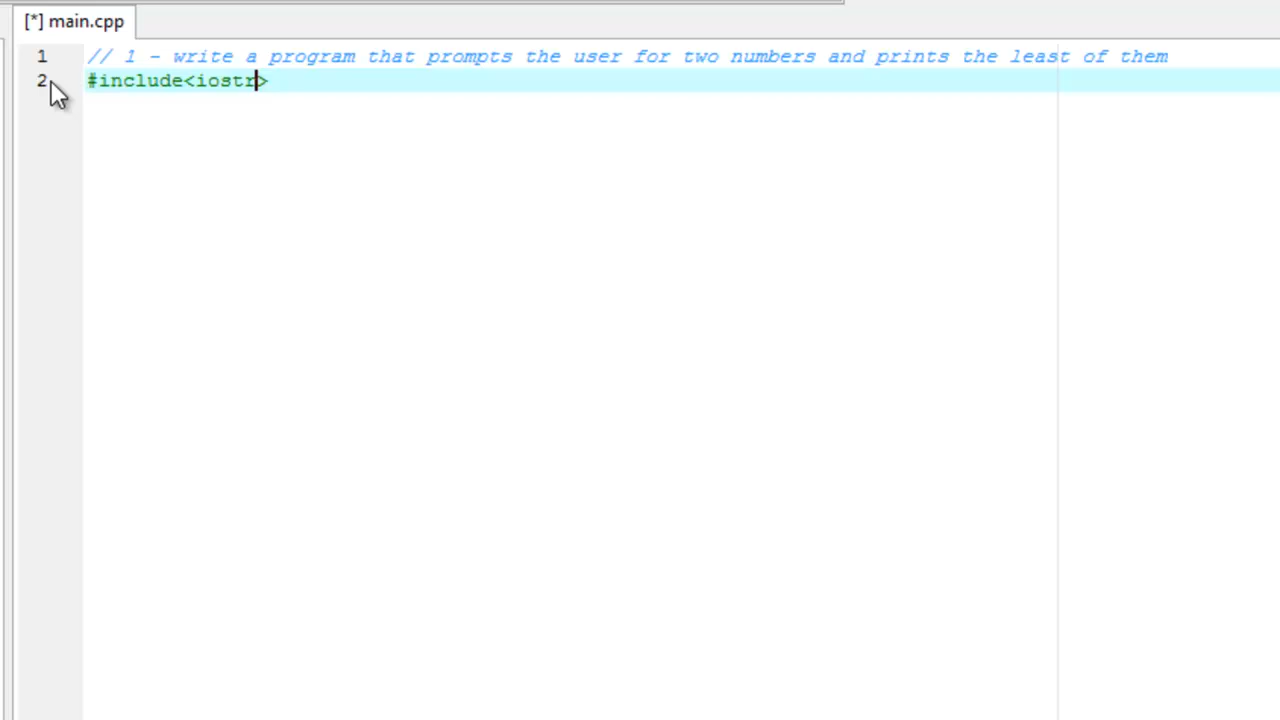 [*] main.cpp
1 // 1 - write a program that prompts the user for two numbers and prints the least of them
2 #include<iostr>